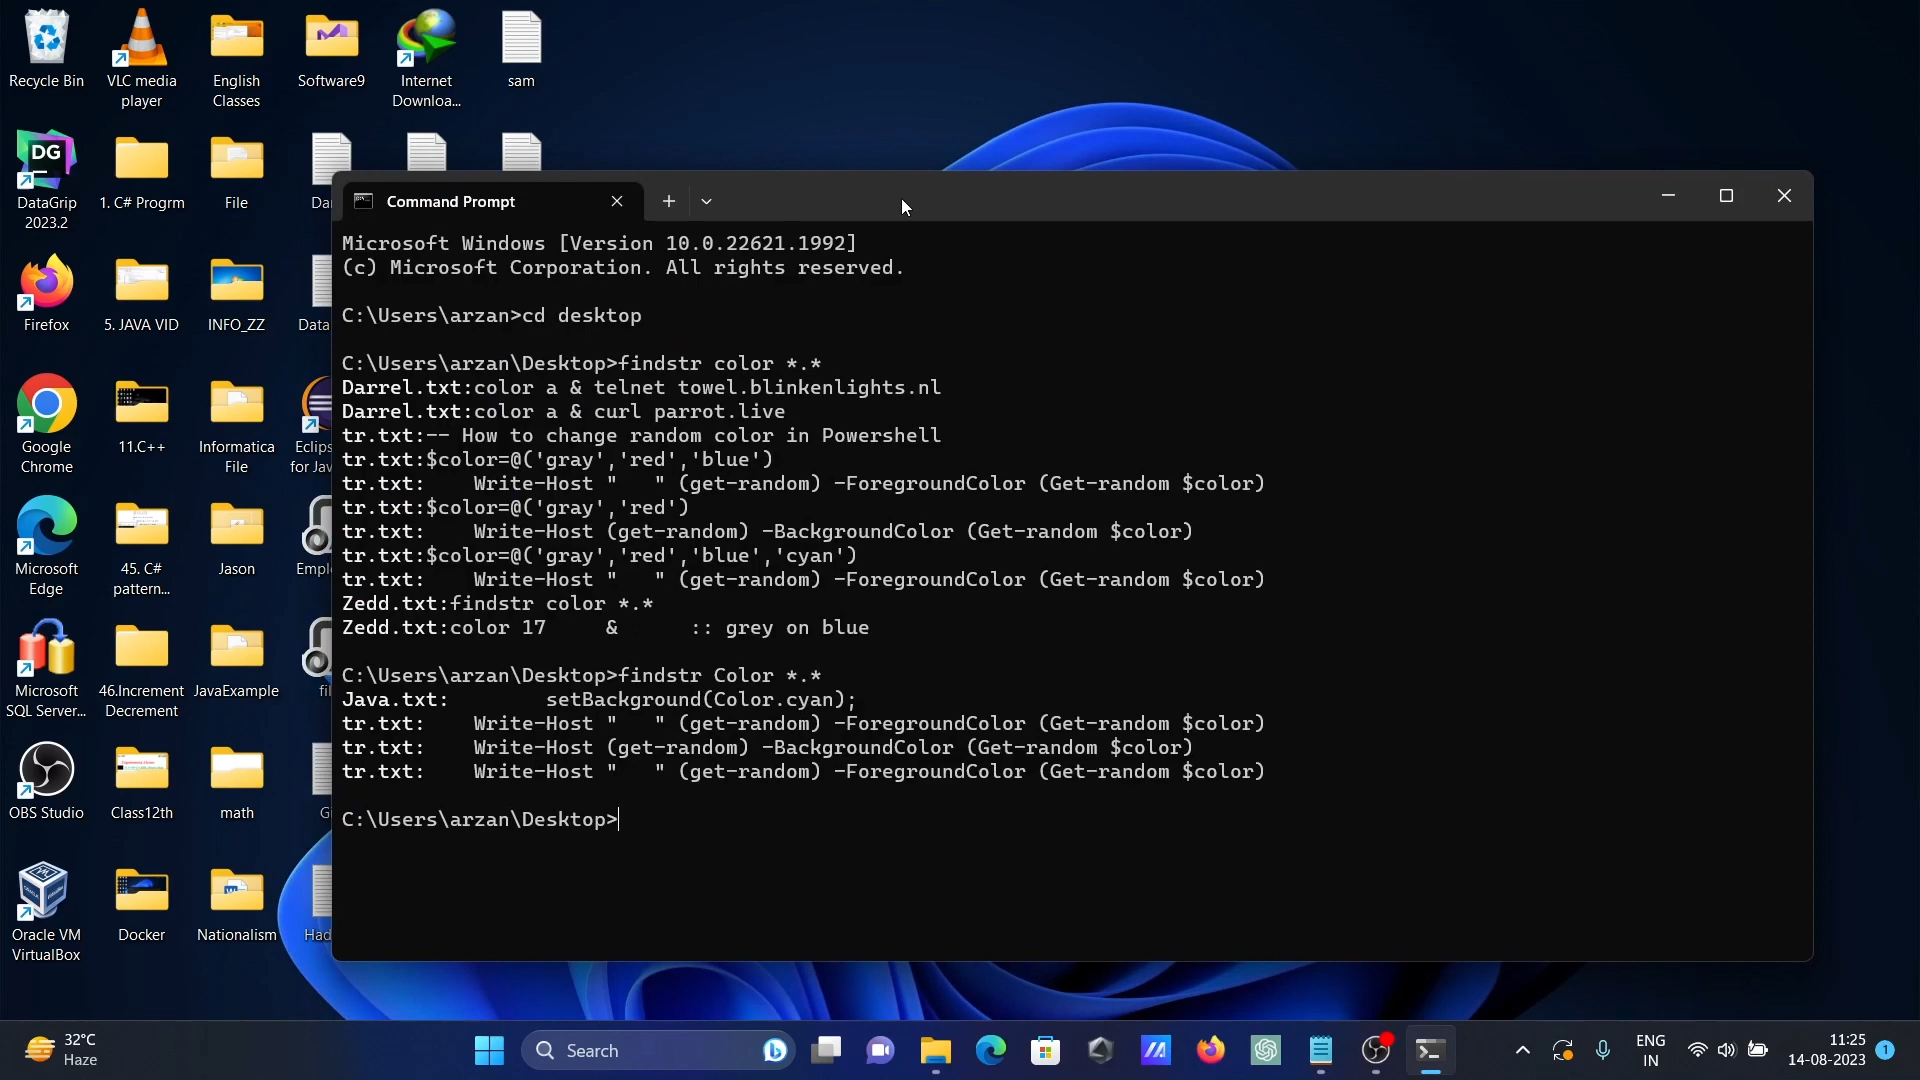 Recycle Bin
VLC media player
English Classes
Software9
Internet Downloa...
sam
DG
DataGrip 2023.2
1. C# Progrm
File
Firefox
5. JAVA VID
INFO_ZZ
Data
Google Chrome
11.C++
Informatica File
Eclips
for Jav
Microsoft Edge
45. C# pattern...
Jason
Empl
Microsoft SQL Server...
46.Increment Decrement
JavaExample
fil
OBS Studio
Class12th
math
Oracle VM VirtualBox
Docker
Nationalism
Had
Command Prompt
Microsoft Windows [Version 10.0.22621.1992]
(c) Microsoft Corporation. All rights reserved.
C:\Users\arzan>cd desktop
C:\Users\arzan\Desktop>findstr color *.*
Darrel.txt:color a & telnet towel.blinkenlights.nl
Darrel.txt:color a & curl parrot.live
tr.txt:-- How to change random color in Powershell
tr.txt:$color=@('gray','red','blue')
tr.txt:    Write-Host "   " (get-random) -ForegroundColor (Get-random $color)
tr.txt:$color=@('gray','red')
tr.txt:    Write-Host (get-random) -BackgroundColor (Get-random $color)
tr.txt:$color=@('gray','red','blue','cyan')
tr.txt:    Write-Host "   " (get-random) -ForegroundColor (Get-random $color)
Zedd.txt:findstr color *.*
Zedd.txt:color 17     &      :: grey on blue
C:\Users\arzan\Desktop>findstr Color *.*
Java.txt:        setBackground(Color.cyan);
tr.txt:    Write-Host "   " (get-random) -ForegroundColor (Get-random $color)
tr.txt:    Write-Host (get-random) -BackgroundColor (Get-random $color)
tr.txt:    Write-Host "   " (get-random) -ForegroundColor (Get-random $color)
C:\Users\arzan\Desktop>
32°C
Haze
Search
ENG
IN
11:25
14-08-2023
1